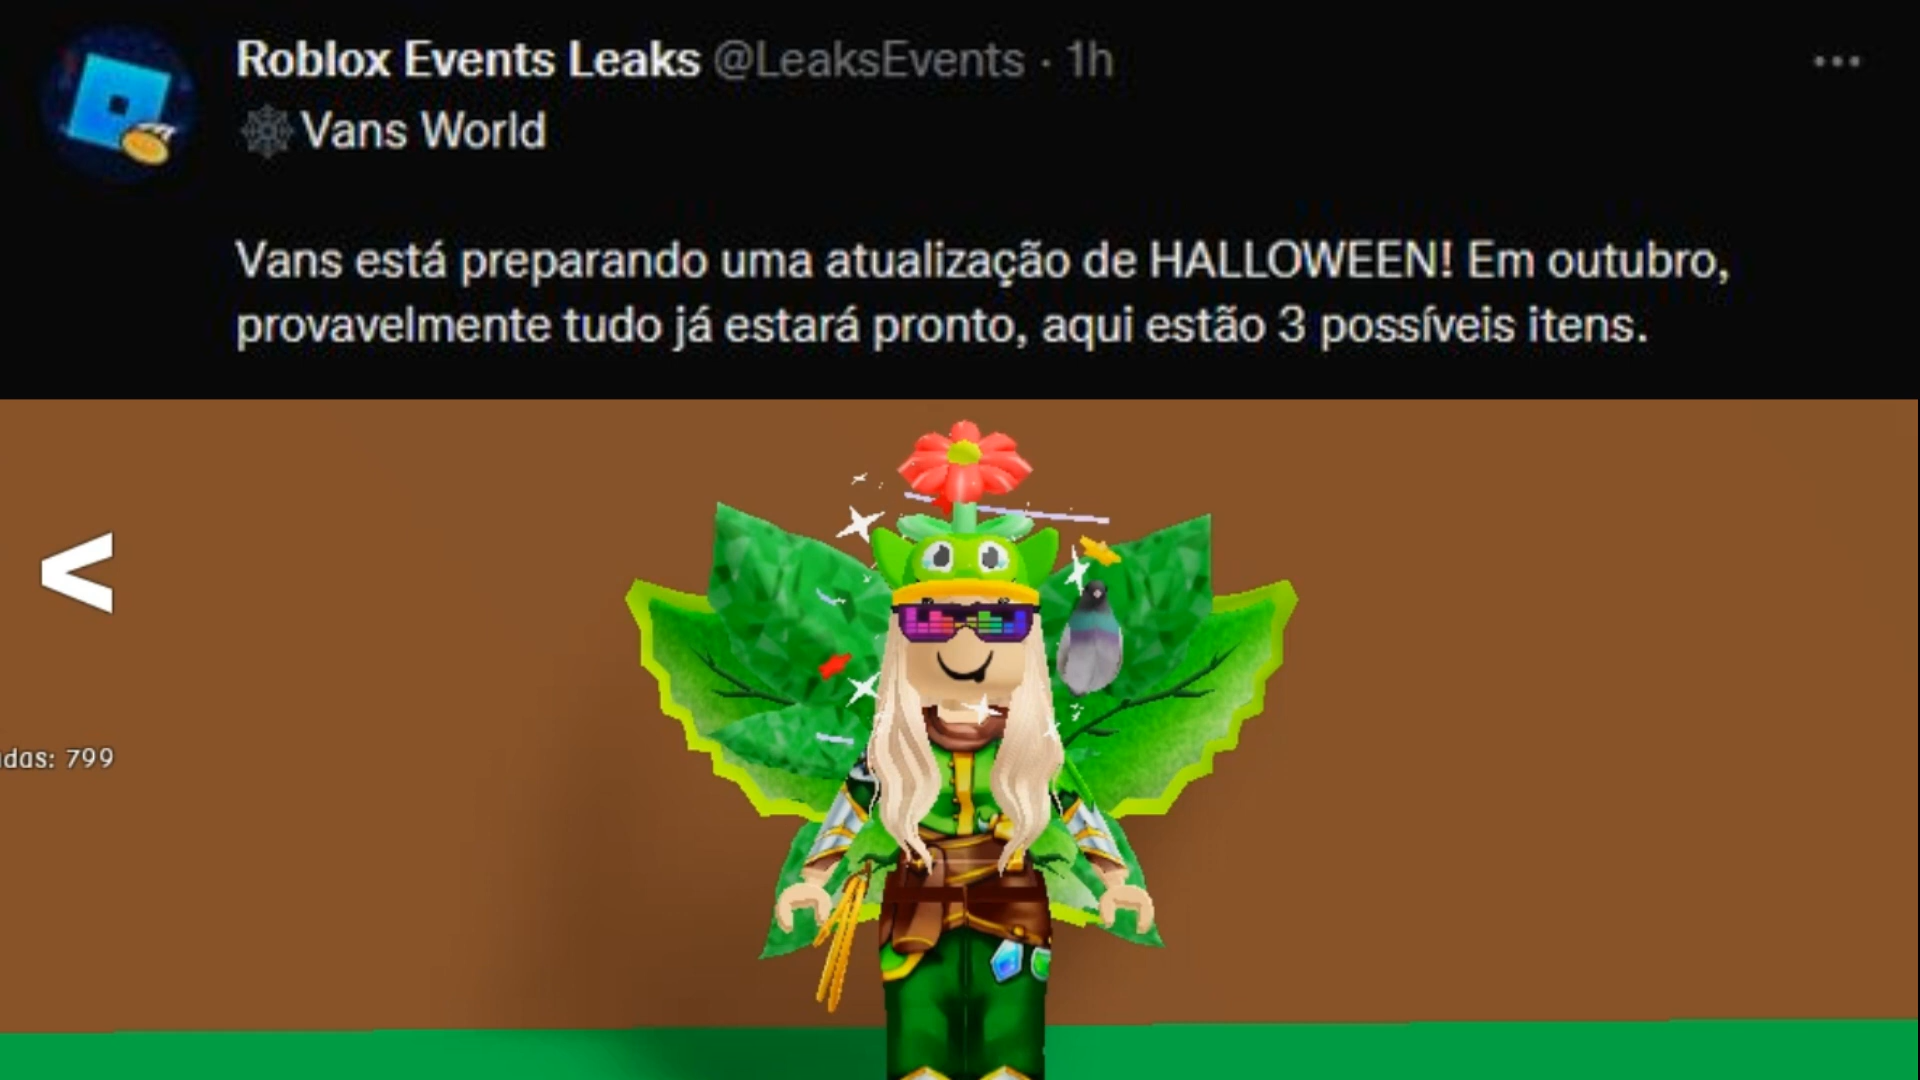 Roblox Events Leaks @LeaksEvents · 1h
🕸Vans World
Vans está preparando uma atualização de HALLOWEEN! Em outubro,
provavelmente tudo já estará pronto, aqui estão 3 possíveis itens.
<
das: 799